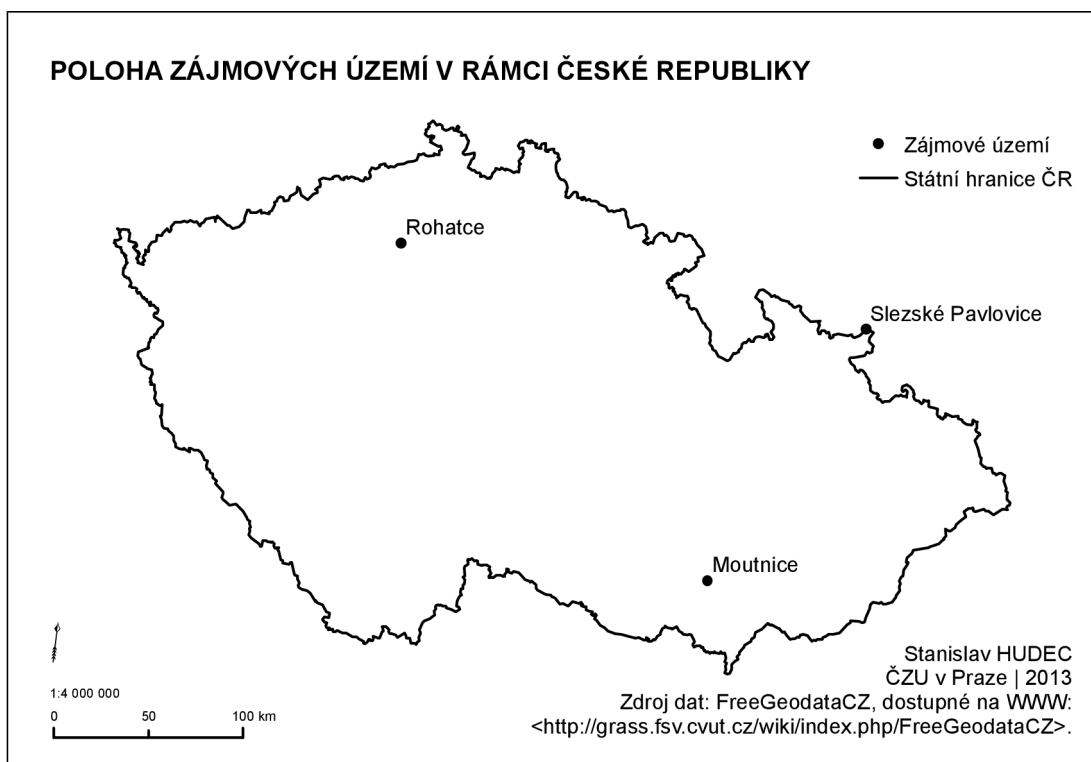 POLOHA ZÁJMOVÝCH ÚZEMÍ V RÁMCI ČESKÉ REPUBLIKY
Zájmové území
Státní hranice ČR
Rohatce
Slezské Pavlovice
Moutnice
1:4 000 000
0 50 100 km
Stanislav HUDEC
ČZU v Praze | 2013
Zdroj dat: FreeGeodataCZ, dostupné na WWW:
<http://grass.fsv.cvut.cz/wiki/index.php/FreeGeodataCZ>.